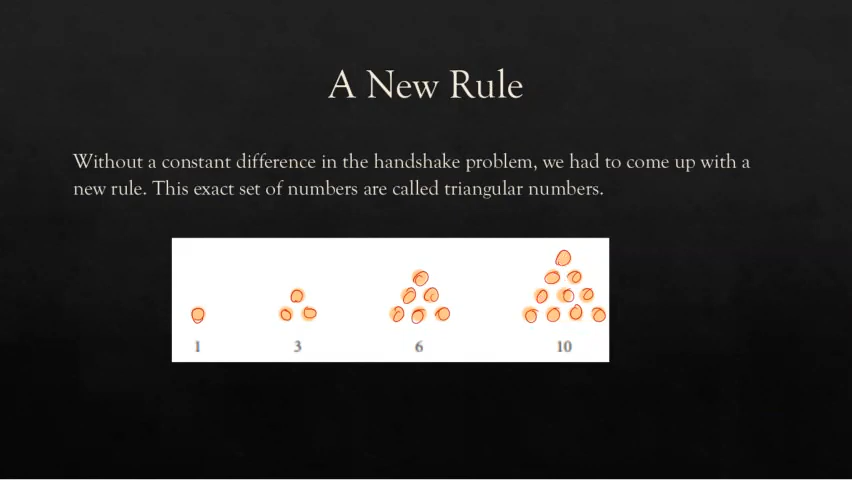 A New Rule
Without a constant difference in the handshake problem, we had to come up with a
new rule. This exact set of numbers are called triangular numbers.
1 3 6 10